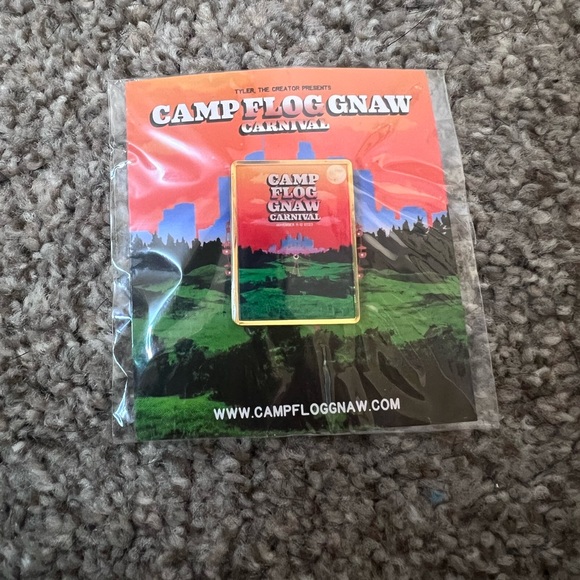 TYLER, THE CREATOR PRESENTS
CAMP FLOG GNAW
CARNIVAL
CAMP
FLOG
GNAW
CARNIVAL
WWW.CAMPFLOGGNAW.COM